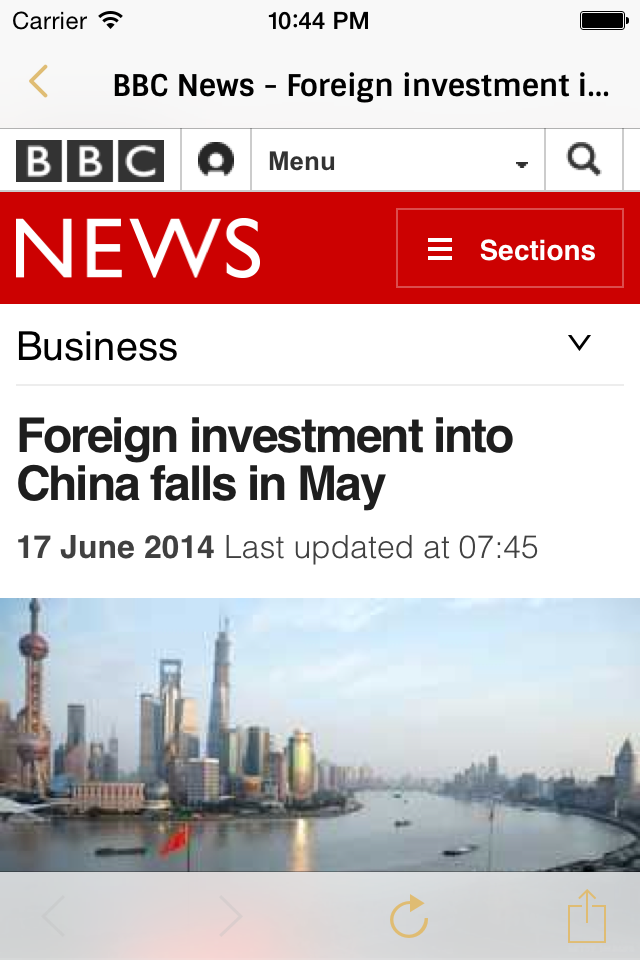 Carrier 10:44 PM
BBC News - Foreign investment i...
BBC Menu
NEWS Sections
Business
Foreign investment into
China falls in May
17 June 2014 Last updated at 07:45